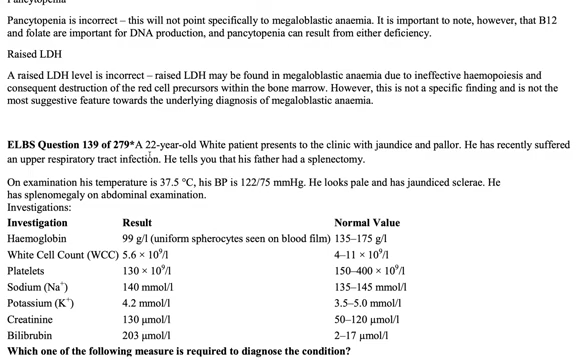 Pancytopenia
Pancytopenia is incorrect – this will not point specifically to megaloblastic anaemia. It is important to note, however, that B12
and folate are important for DNA production, and pancytopenia can result from either deficiency.
Raised LDH
A raised LDH level is incorrect – raised LDH may be found in megaloblastic anaemia due to ineffective haemopoiesis and
consequent destruction of the red cell precursors within the bone marrow. However, this is not a specific finding and is not the
most suggestive feature towards the underlying diagnosis of megaloblastic anaemia.
ELBS Question 139 of 279*A 22-year-old White patient presents to the clinic with jaundice and pallor. He has recently suffered
an upper respiratory tract infection. He tells you that his father had a splenectomy.
On examination his temperature is 37.5 °C, his BP is 122/75 mmHg. He looks pale and has jaundiced sclerae. He
has splenomegaly on abdominal examination.
Investigations:
Investigation Result Normal Value
Haemoglobin 99 g/l (uniform spherocytes seen on blood film) 135–175 g/l
White Cell Count (WCC) 5.6 × 10⁹/l 4–11 × 10⁹/l
Platelets 130 × 10⁹/l 150–400 × 10⁹/l
Sodium (Na⁺) 140 mmol/l 135–145 mmol/l
Potassium (K⁺) 4.2 mmol/l 3.5–5.0 mmol/l
Creatinine 130 µmol/l 50–120 µmol/l
Bilibrubin 203 µmol/l 2–17 µmol/l
Which one of the following measure is required to diagnose the condition?